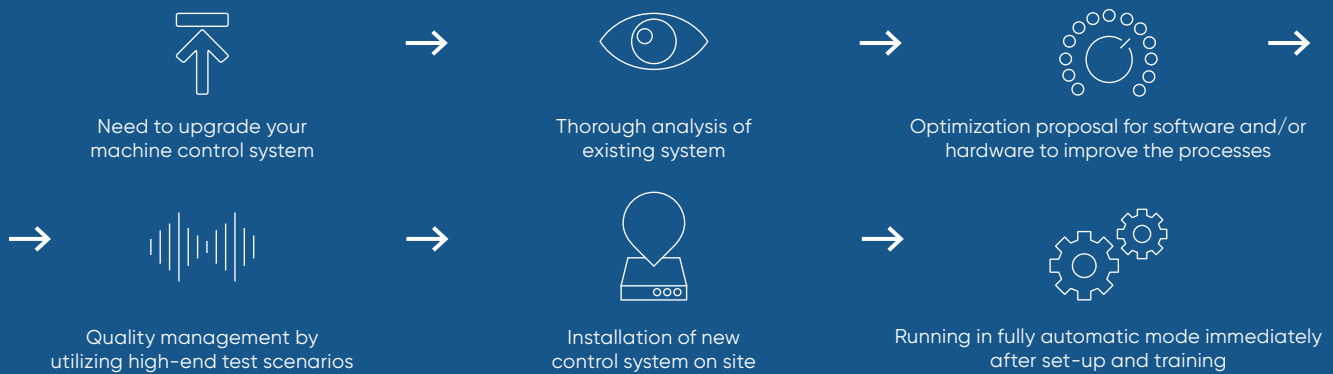 Need to upgrade your
machine control system
Thorough analysis of
existing system
Optimization proposal for software and/or
hardware to improve the processes
Quality management by
utilizing high-end test scenarios
Installation of new
control system on site
Running in fully automatic mode immediately
after set-up and training